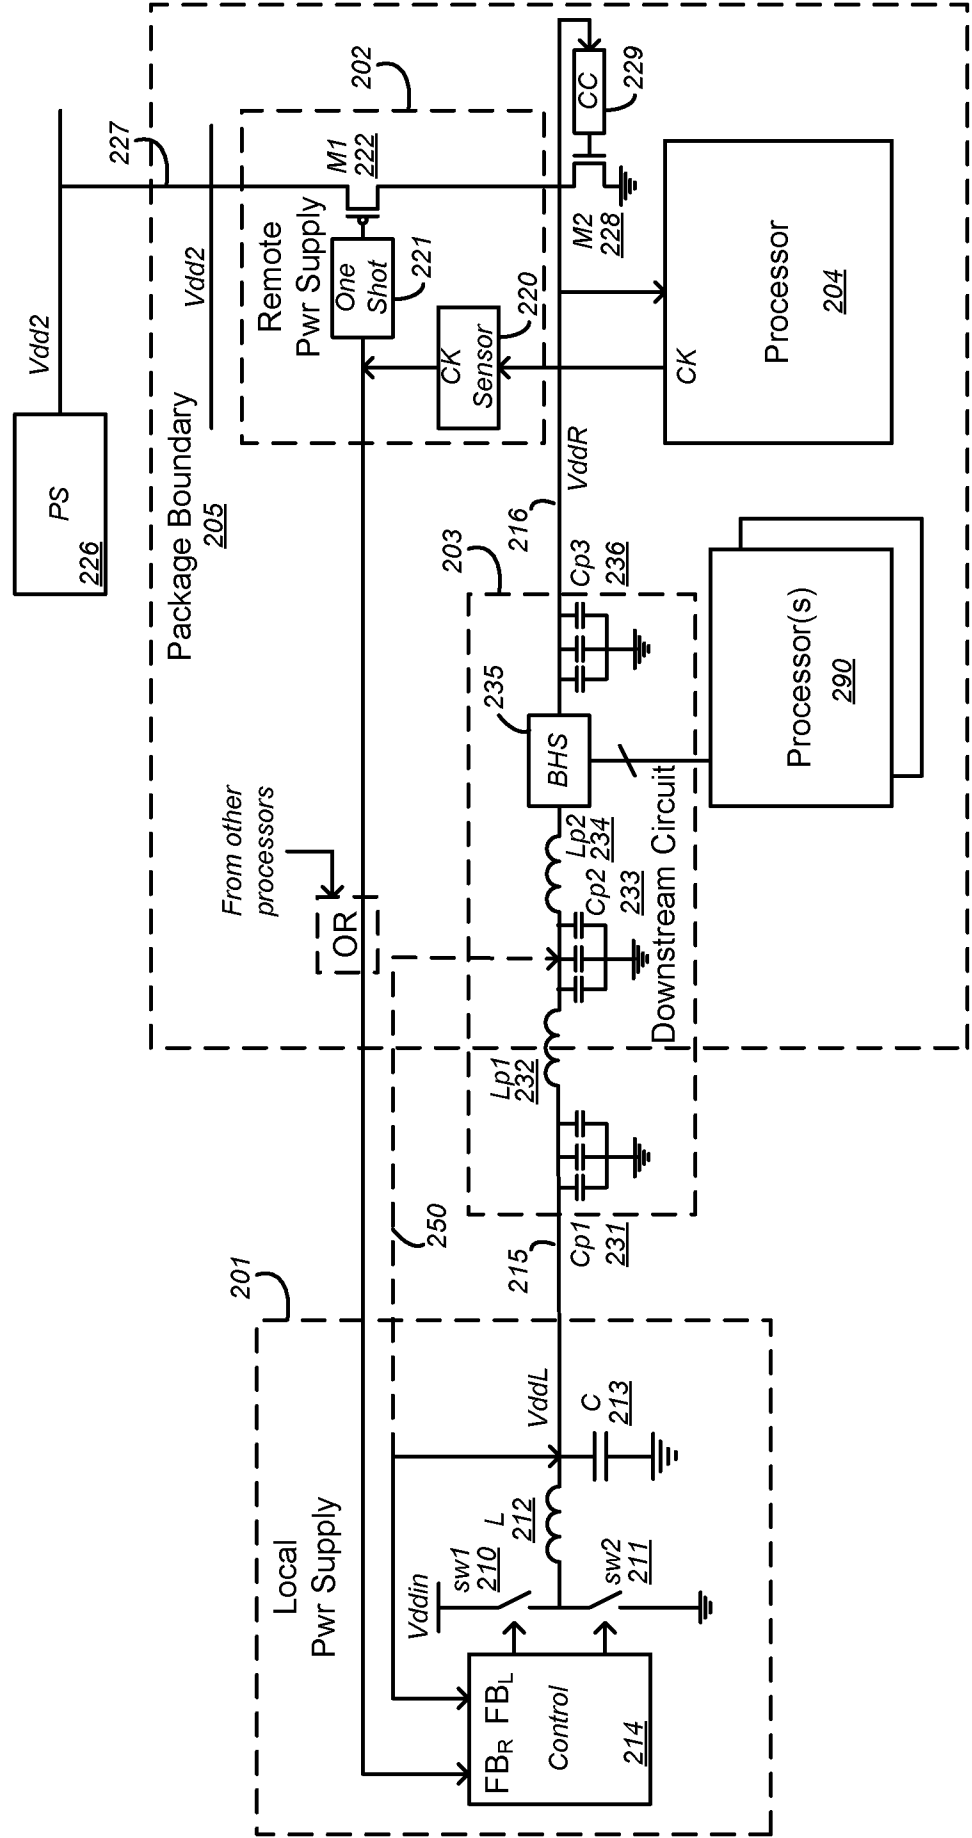 Local
Pwr Supply
201
Vddin
sw1
210
sw2
211
L
212
C
213
VddL
FBR FBL
Control
214
250
215
Cp1
231
Lp1
232
Cp2
233
Lp2
234
BHS
235
Cp3
236
203
Downstream Circuit
Processor(s)
290
From other
processors
OR
Package Boundary
205
PS
226
Vdd2
227
Vdd2
Remote
Pwr Supply
202
One
Shot
221
M1
222
CK
Sensor
220
216
VddR
M2
228
CC
229
CK
Processor
204